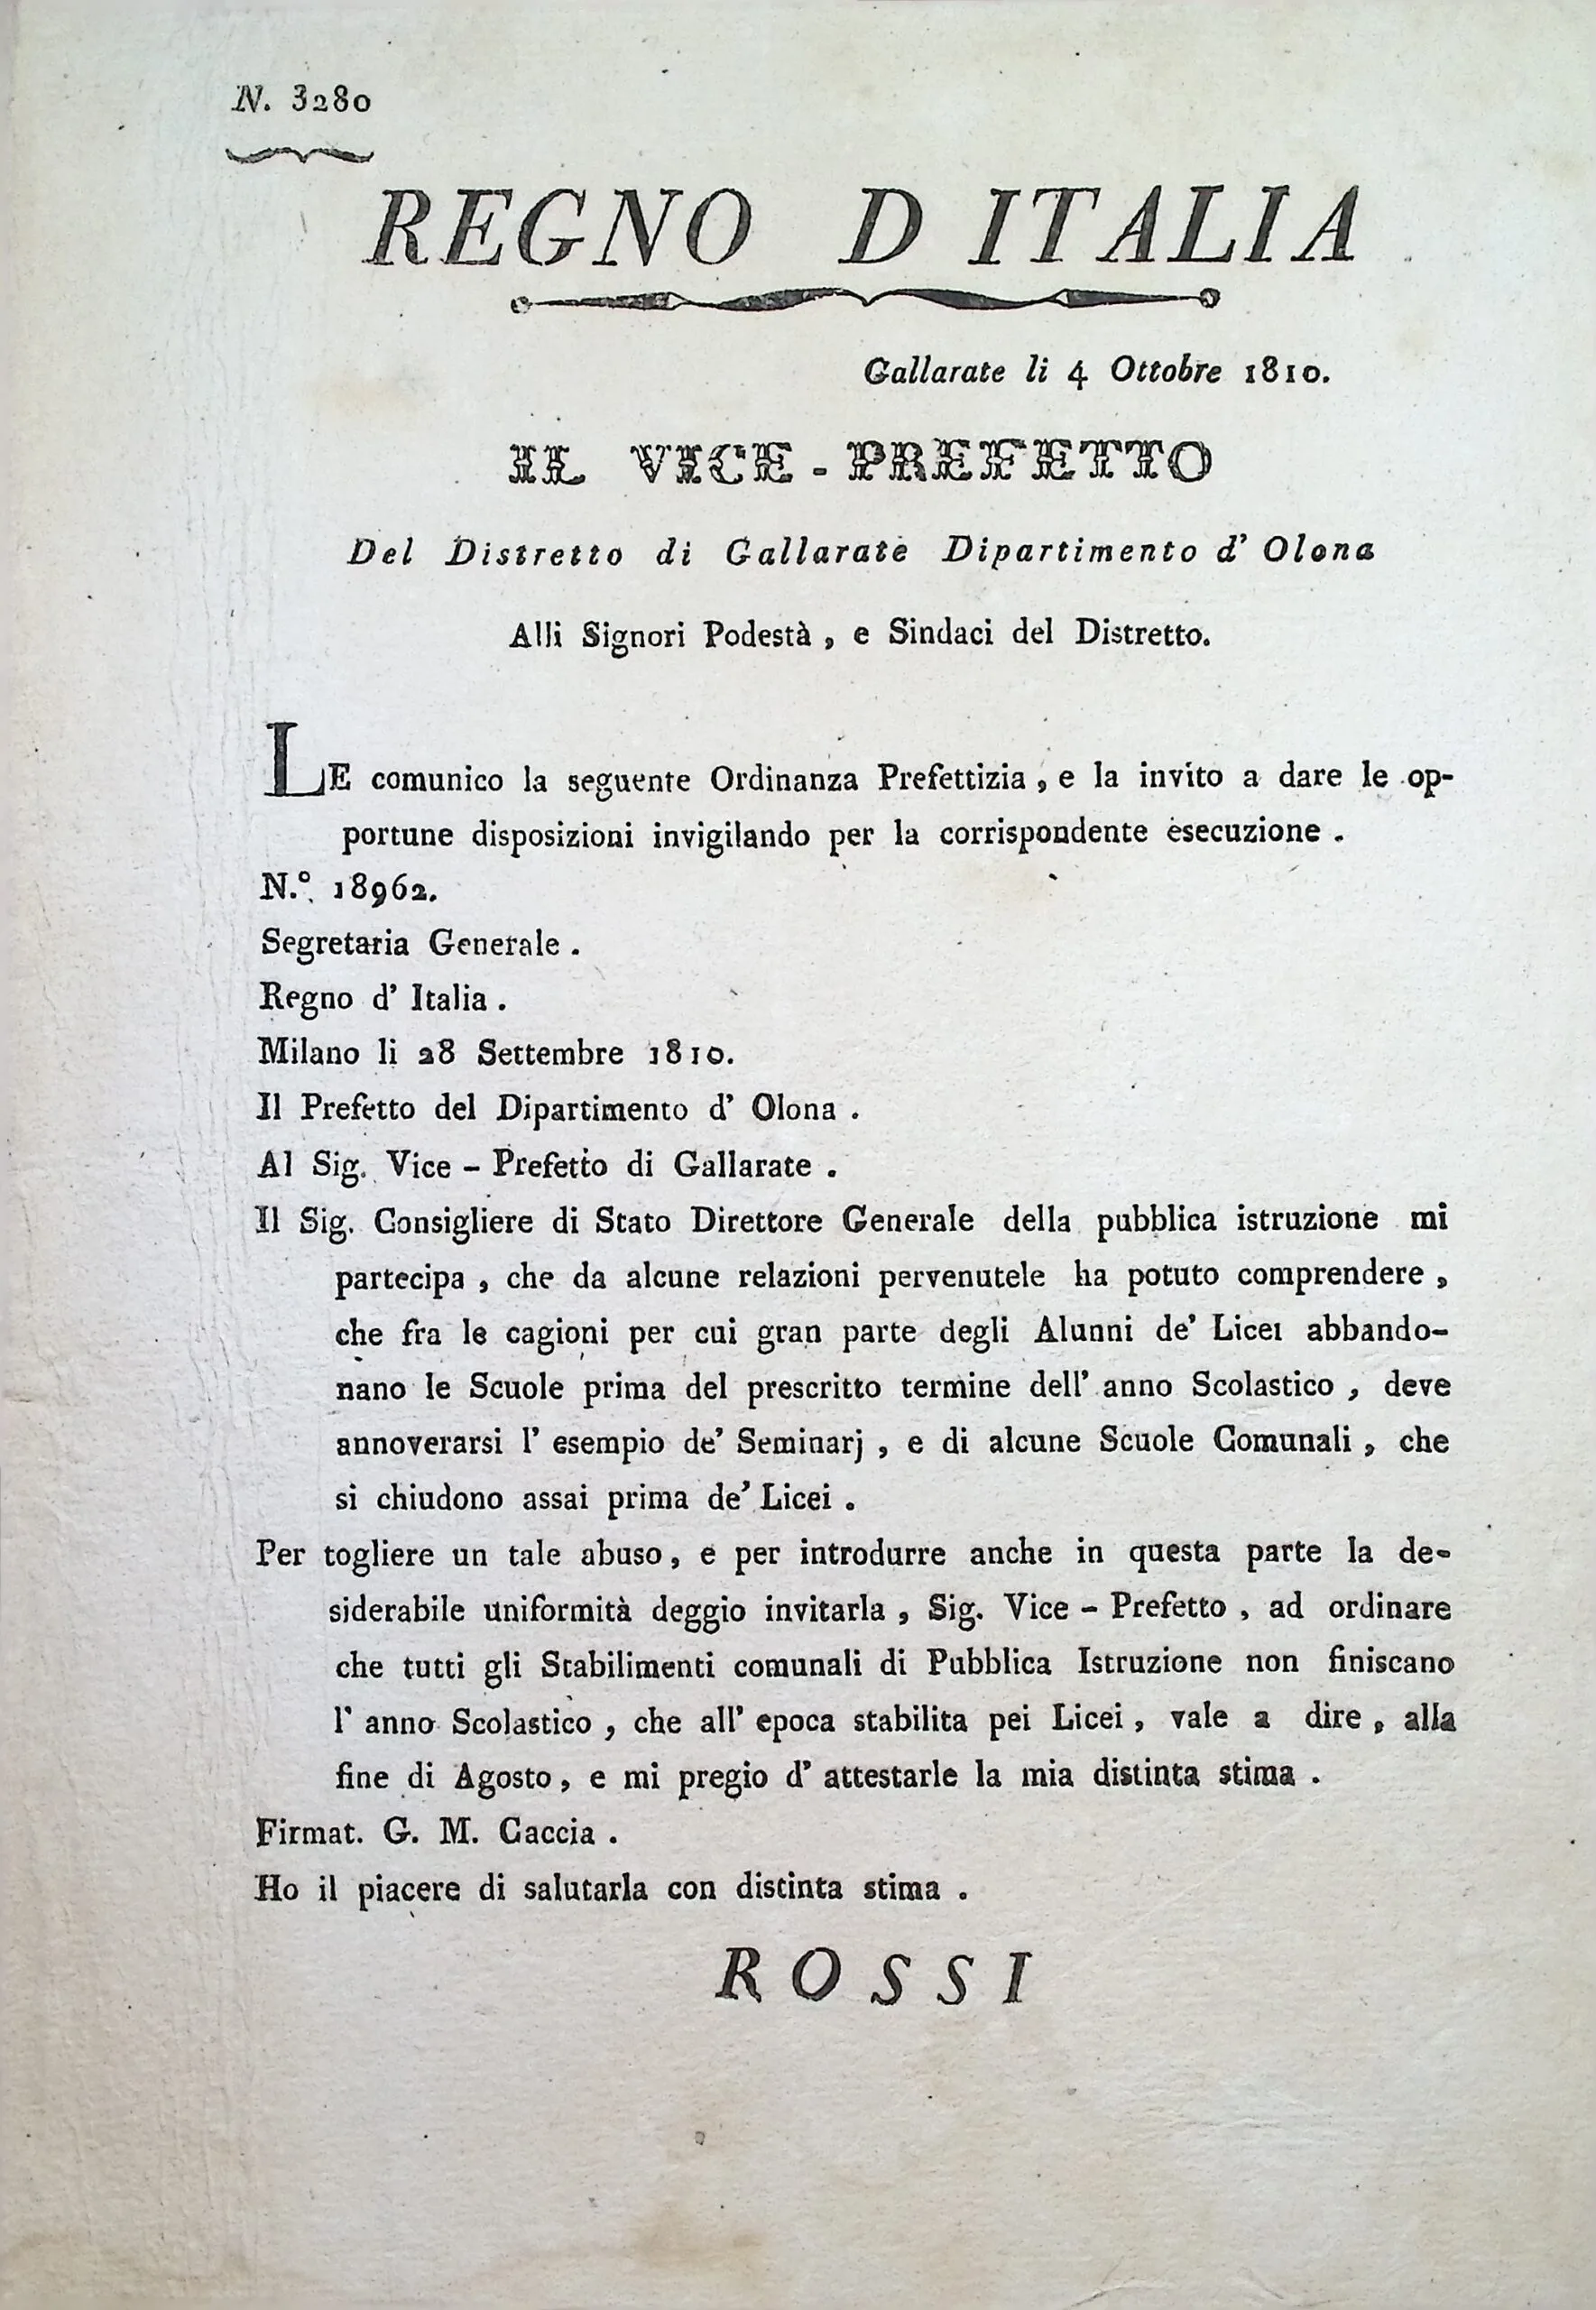 N. 3280
REGNO D ITALIA
Gallarate li 4 Ottobre 1810.
IL VICE - PREFETTO
Del Distretto di Gallarate Dipartimento d' Olona
Alli Signori Podestà , e Sindaci del Distretto.
LE comunico la seguente Ordinanza Prefettizia , e la invito a dare le op-
portune disposizioni invigilando per la corrispondente esecuzione .
N.° 18962.
Segretaria Generale .
Regno d' Italia .
Milano li 28 Settembre 1810.
Il Prefetto del Dipartimento d' Olona .
Al Sig. Vice - Prefetto di Gallarate .
Il Sig. Consigliere di Stato Direttore Generale della pubblica istruzione mi
partecipa , che da alcune relazioni pervenutele ha potuto comprendere ,
che fra le cagioni per cui gran parte degli Alunni de' Licei abbando-
nano le Scuole prima del prescritto termine dell' anno Scolastico , deve
annoverarsi l' esempio de' Seminarj , e di alcune Scuole Comunali , che
si chiudono assai prima de' Licei .
Per togliere un tale abuso, e per introdurre anche in questa parte la de-
siderabile uniformità deggio invitarla , Sig. Vice - Prefetto , ad ordinare
che tutti gli Stabilimenti comunali di Pubblica Istruzione non finiscano
l' anno Scolastico , che all' epoca stabilita pei Licei , vale a dire , alla
fine di Agosto, e mi pregio d' attestarle la mia distinta stima .
Firmat. G. M. Caccia .
Ho il piacere di salutarla con distinta stima .
ROSSI